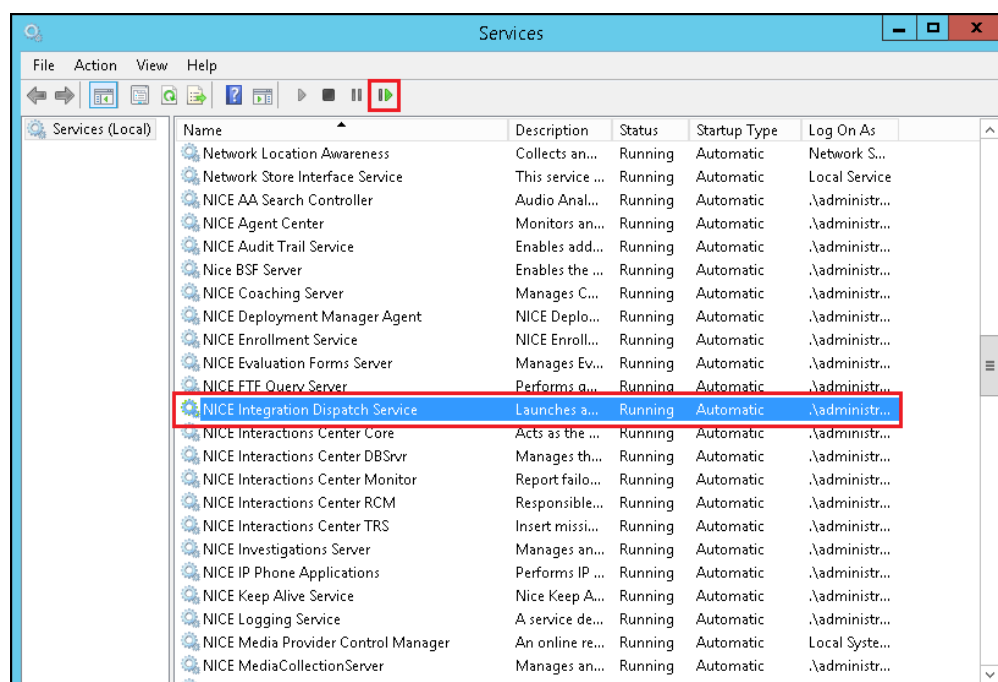 Services
File Action View Help
Services (Local)
Name Description Status Startup Type Log On As
Network Location Awareness Collects an... Running Automatic Network S...
Network Store Interface Service This service ... Running Automatic Local Service
NICE AA Search Controller Audio Anal... Running Automatic .\administr...
NICE Agent Center Monitors an... Running Automatic .\administr...
NICE Audit Trail Service Enables add... Running Automatic .\administr...
Nice BSF Server Enables the ... Running Automatic .\administr...
NICE Coaching Server Manages C... Running Automatic .\administr...
NICE Deployment Manager Agent NICE Deplo... Running Automatic .\administr...
NICE Enrollment Service NICE Enroll... Running Automatic .\administr...
NICE Evaluation Forms Server Manages Ev... Running Automatic .\administr...
NICE FTF Query Server Performs q... Running Automatic .\administr...
NICE Integration Dispatch Service Launches a... Running Automatic .\administr...
NICE Interactions Center Core Acts as the ... Running Automatic .\administr...
NICE Interactions Center DBSrvr Manages th... Running Automatic .\administr...
NICE Interactions Center Monitor Report failo... Running Automatic .\administr...
NICE Interactions Center RCM Responsible... Running Automatic .\administr...
NICE Interactions Center TRS Insert missi... Running Automatic .\administr...
NICE Investigations Server Manages an... Running Automatic .\administr...
NICE IP Phone Applications Performs IP ... Running Automatic .\administr...
NICE Keep Alive Service Nice Keep A... Running Automatic .\administr...
NICE Logging Service A service de... Running Automatic .\administr...
NICE Media Provider Control Manager An online re... Running Automatic Local Syste...
NICE MediaCollectionServer Manages an... Running Automatic .\administr...